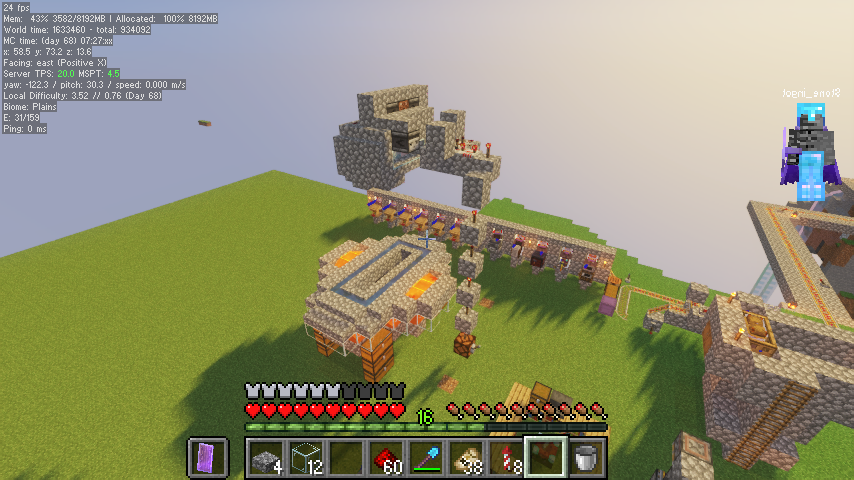 24 fps
Mem: 43% 3582/8192MB | Allocated: 100% 8192MB
World time: 1633460 - total: 934092
MC time: (day 68) 07:27:xx
x: 58.5 y: 73.2 z: 13.6
Facing: east (Positive X)
Server TPS: 20.0 MSPT: 4.5
yaw: -122.3 / pitch: 30.3 / speed: 0.000 m/s
Local Difficulty: 3.52 // 0.76 (Day 68)
Biome: Plains
E: 31/159
Ping: 0 ms
Stone_ingot
16
4
12
60
38
8